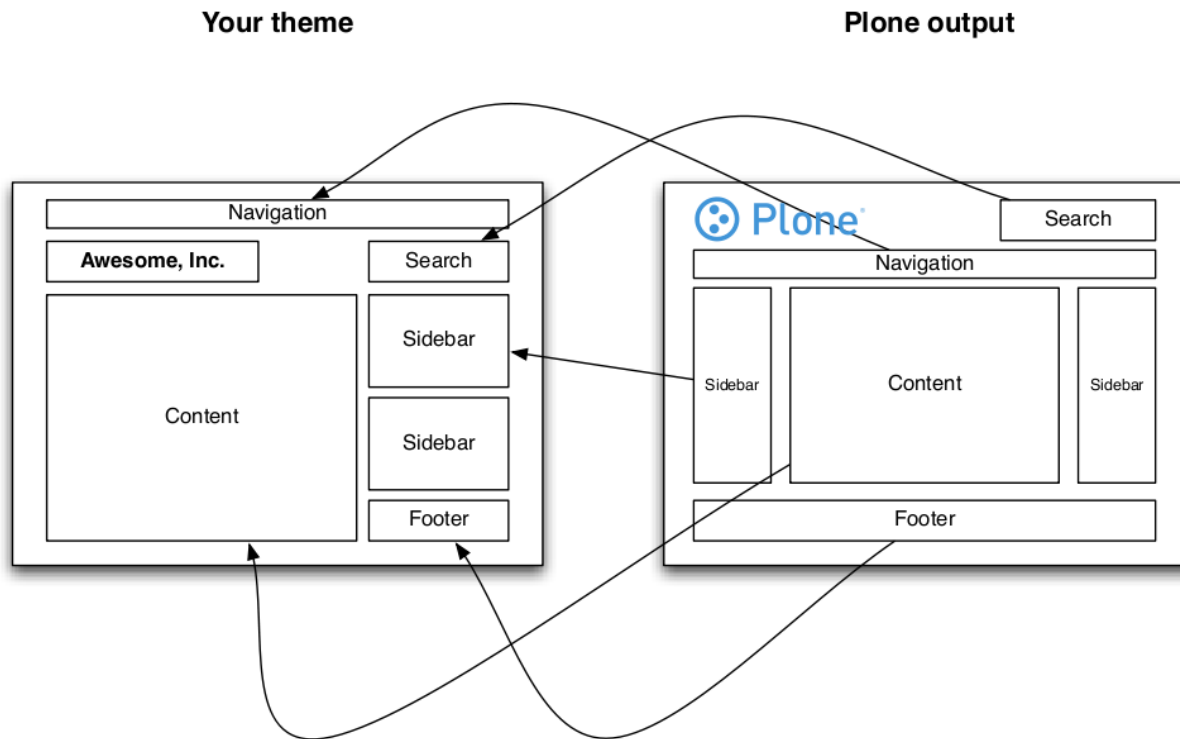 Your theme
Plone output
Navigation
Awesome, Inc.
Search
Content
Sidebar
Sidebar
Footer
Plone
Search
Navigation
Sidebar
Content
Sidebar
Footer